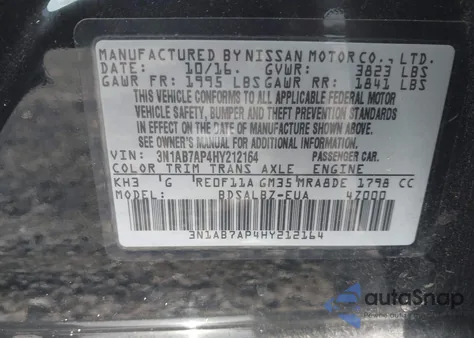 MANUFACTURED BY NISSAN MOTOR CO., LTD.
DATE: 10/16. GVWR: 3823 LBS
GAWR FR: 1995 LBS GAWR RR: 1841 LBS
THIS VEHICLE CONFORMS TO ALL APPLICABLE FEDERAL MOTOR
VEHICLE SAFETY, BUMPER AND THEFT PREVENTION STANDARDS
IN EFFECT ON THE DATE OF MANUFACTURE SHOWN ABOVE.
SEE OWNER'S MANUAL FOR ADDITIONAL INFORMATION.
VIN: 3N1AB7AP4HY212164 PASSENGER CAR.
COLOR TRIM TRANS AXLE ENGINE
KH3 G RE0F11A GM35 MRA8DE 1798 CC
BDSALBZ-EUA 4Z000
3N1AB7AP4HY212164
autoSnap